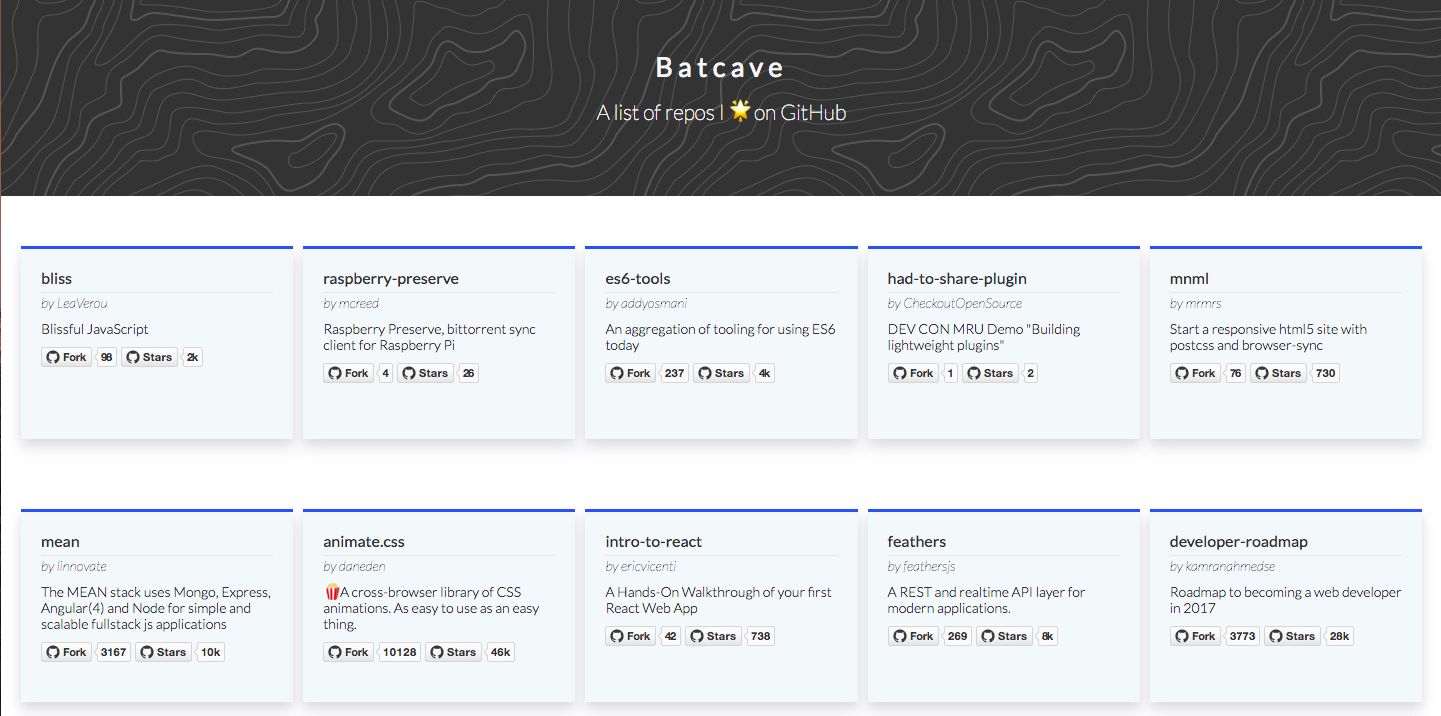 Batcave
A list of repos I 🌟 on GitHub
bliss
by LeaVerou
Blissful JavaScript
Fork 98 Stars 2k
raspberry-preserve
by mcreed
Raspberry Preserve, bittorrent sync
client for Raspberry Pi
Fork 4 Stars 26
es6-tools
by addyosmani
An aggregation of tooling for using ES6
today
Fork 237 Stars 4k
had-to-share-plugin
by CheckoutOpenSource
DEV CON MRU Demo "Building
lightweight plugins"
Fork 1 Stars 2
mnml
by mrmrs
Start a responsive html5 site with
postcss and browser-sync
Fork 76 Stars 730
mean
by linnovate
The MEAN stack uses Mongo, Express,
Angular(4) and Node for simple and
scalable fullstack js applications
Fork 3167 Stars 10k
animate.css
by daneden
🍿A cross-browser library of CSS
animations. As easy to use as an easy
thing.
Fork 10128 Stars 46k
intro-to-react
by ericvicenti
A Hands-On Walkthrough of your first
React Web App
Fork 42 Stars 738
feathers
by feathersjs
A REST and realtime API layer for
modern applications.
Fork 269 Stars 8k
developer-roadmap
by kamranahmedse
Roadmap to becoming a web developer
in 2017
Fork 3773 Stars 28k